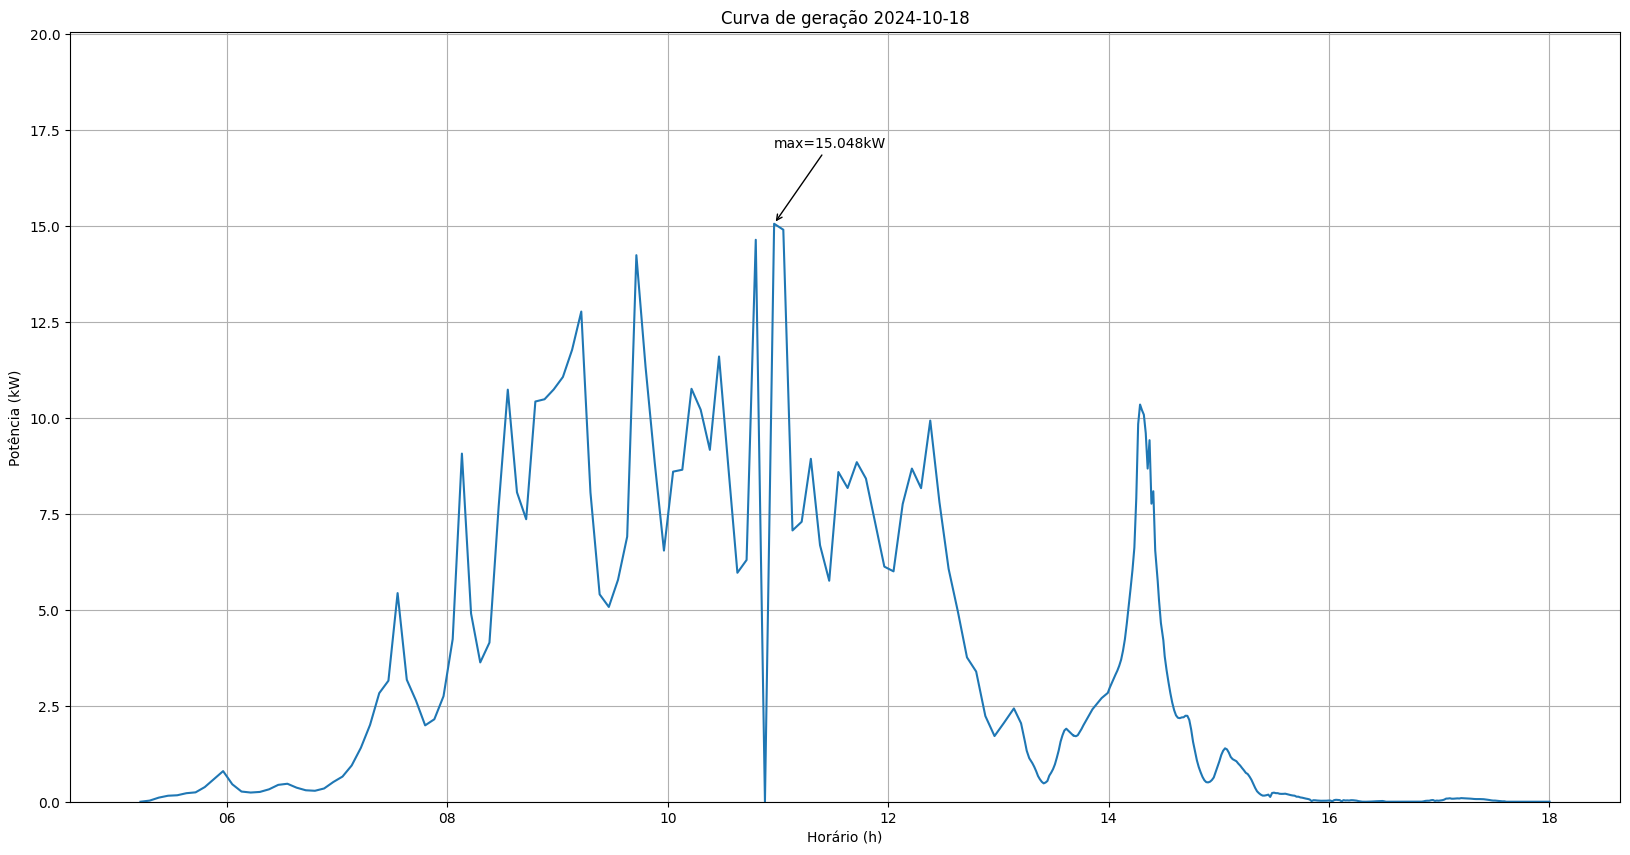 Curva de geração 2024-10-18
20.0
17.5
max=15.048kW
15.0
12.5
10.0
Potência (kW)
7.5
5.0
2.5
0.0
06 08 10 12 14 16 18
Horário (h)